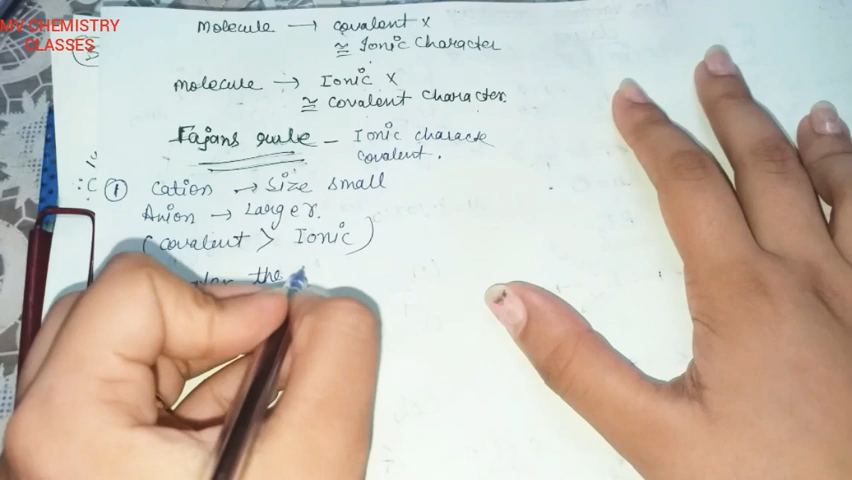 MV CHEMISTRY
CLASSES
Molecule → covalent x
≅ Ionic Character
molecule → Ionic x
≅ covalent character.
Fajans rule - Ionic characte
covalent.
① Cation → Size small
Anion → Larger.
(covalent > Ionic)
the